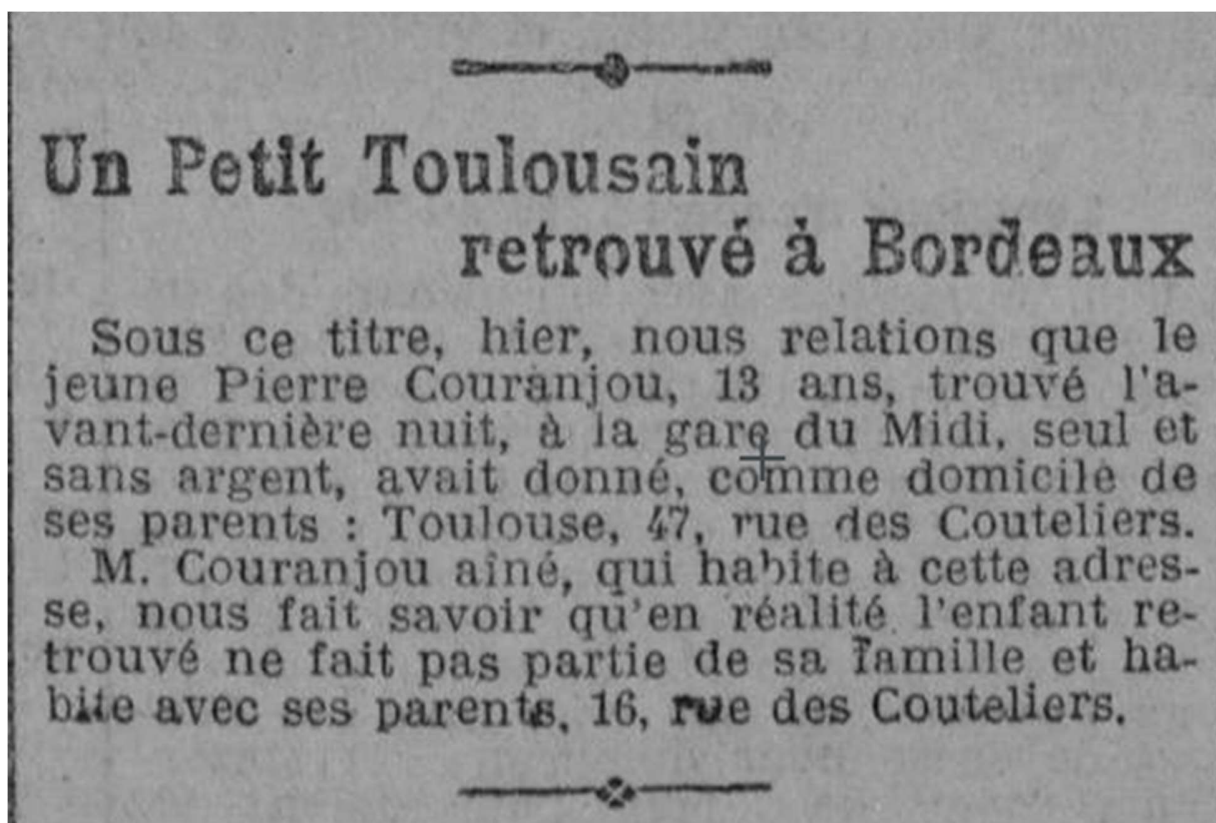 Un Petit Toulousain
retrouvé à Bordeaux
Sous ce titre, hier, nous relations que le
jeune Pierre Couranjou, 13 ans, trouvé l'a-
vant-dernière nuit, à la gare du Midi, seul et
sans argent, avait donné, comme domicile de
ses parents : Toulouse, 47, rue des Couteliers.
M. Couranjou aîné, qui habite à cette adres-
se, nous fait savoir qu'en réalité l'enfant re-
trouvé ne fait pas partie de sa famille et ha-
bite avec ses parents, 16, rue des Couteliers.